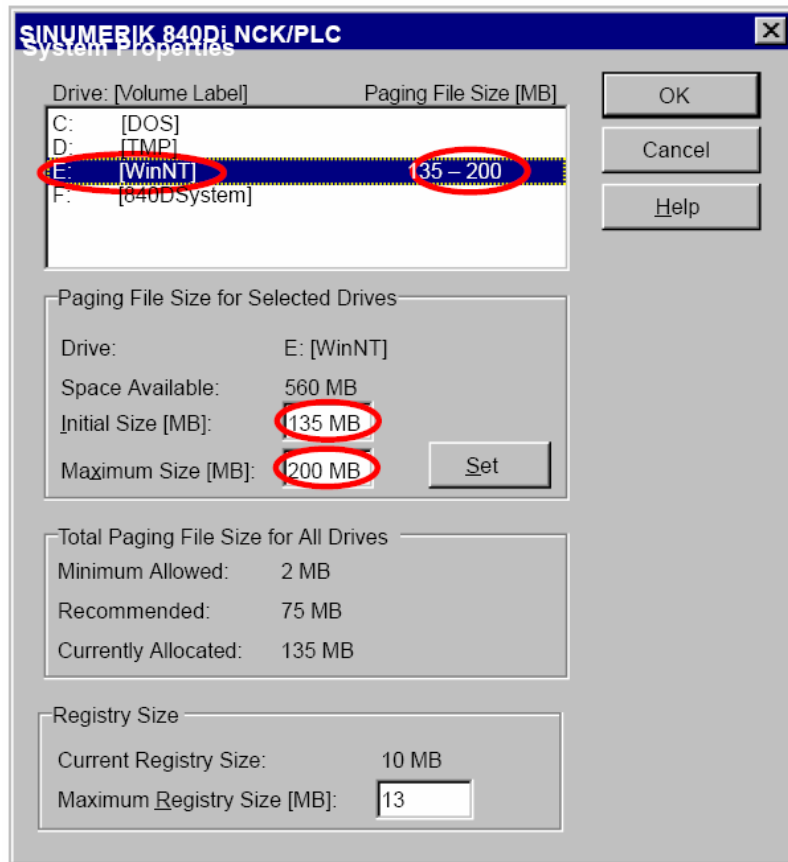 SINUMERIK 840Di NCK/PLC
System Properties
Drive: [Volume Label] Paging File Size [MB]
C: [DOS]
D: [TMP]
E: [WinNT] 135 – 200
F: [840DSystem]
OK
Cancel
Help
Paging File Size for Selected Drives
Drive: E: [WinNT]
Space Available: 560 MB
Initial Size [MB]: 135 MB
Maximum Size [MB]: 200 MB
Set
Total Paging File Size for All Drives
Minimum Allowed: 2 MB
Recommended: 75 MB
Currently Allocated: 135 MB
Registry Size
Current Registry Size: 10 MB
Maximum Registry Size [MB]: 13